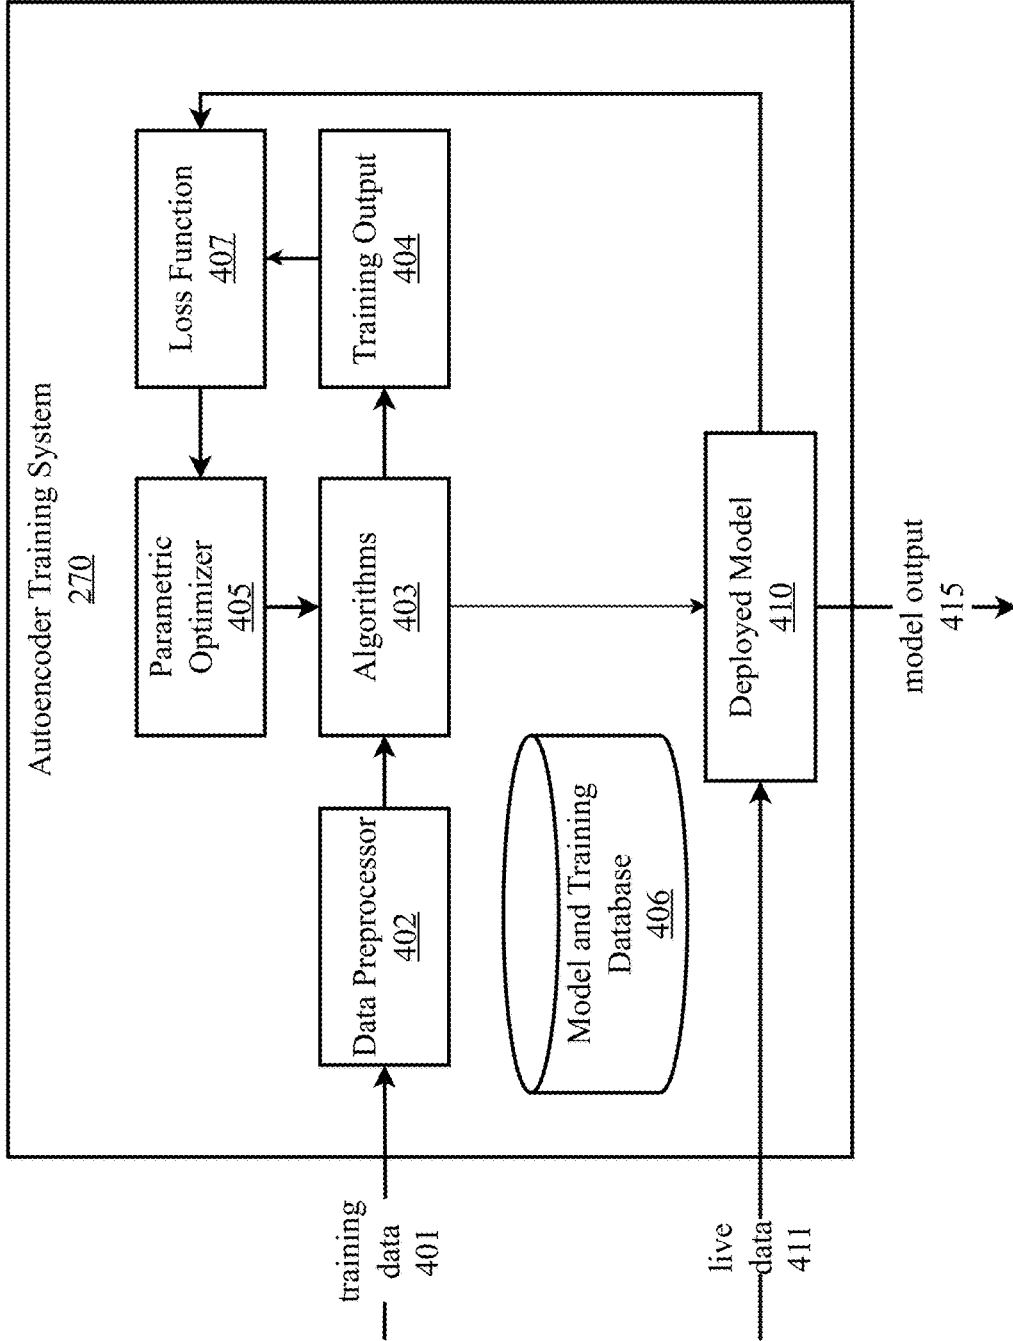 Autoencoder Training System
270
Parametric
Optimizer
405
Loss Function
407
training
data
401
Data Preprocessor
402
Algorithms
403
Training Output
404
Model and Training
Database
406
live
data
411
Deployed Model
410
model output
415